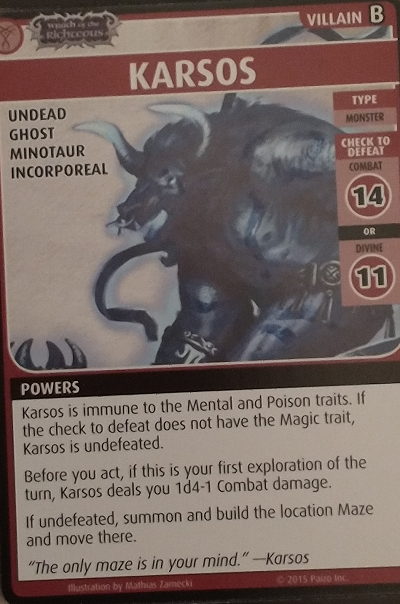 Wrath of the
Righteous
VILLAIN B
KARSOS
UNDEAD
GHOST
MINOTAUR
INCORPOREAL
TYPE
MONSTER
CHECK TO
DEFEAT
COMBAT
14
OR
DIVINE
11
POWERS
Karsos is immune to the Mental and Poison traits. If
the check to defeat does not have the Magic trait,
Karsos is undefeated.
Before you act, if this is your first exploration of the
turn, Karsos deals you 1d4-1 Combat damage.
If undefeated, summon and build the location Maze
and move there.
"The only maze is in your mind." —Karsos
Illustration by Mathias Zamecki
© 2015 Paizo Inc.